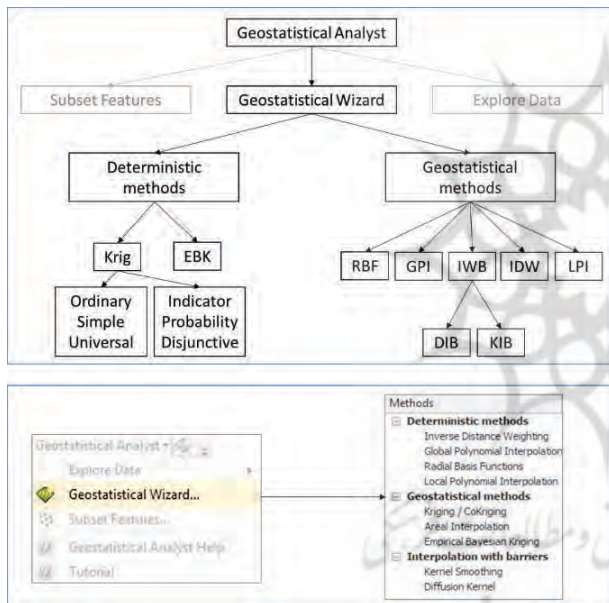 Geostatistical Analyst
Subset Features
Geostatistical Wizard
Explore Data
Deterministic
methods
Geostatistical
methods
Krig
EBK
RBF
GPI
IWB
IDW
LPI
Ordinary
Simple
Universal
Indicator
Probability
Disjunctive
DIB
KIB
Geostatistical Analyst
Explore Data
Geostatistical Wizard...
Subset Features...
Geostatistical Analyst Help
Tutorial
Methods
Deterministic methods
Inverse Distance Weighting
Global Polynomial Interpolation
Radial Basis Functions
Local Polynomial Interpolation
Geostatistical methods
Kriging / CoKriging
Areal Interpolation
Empirical Bayesian Kriging
Interpolation with barriers
Kernel Smoothing
Diffusion Kernel